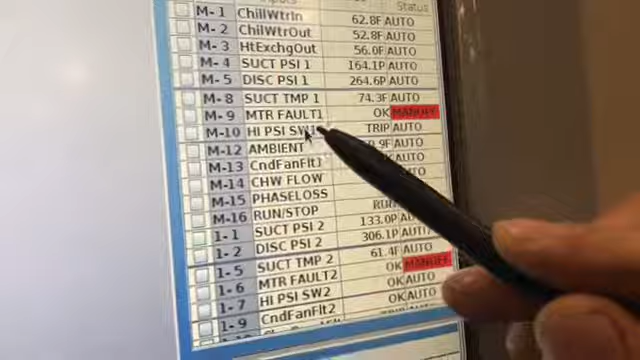 Status
M- 1 ChillWtrIn 62.8F AUTO
M- 2 ChilWtrOut 52.8F AUTO
M- 3 HtExchgOut 56.0F AUTO
M- 4 SUCT PSI 1 164.1P AUTO
M- 5 DISC PSI 1 264.6P AUTO
M- 8 SUCT TMP 1 74.3F AUTO
M- 9 MTR FAULT1 OK MANOFF
M-10 HI PSI SW1 TRIP AUTO
M-12 AMBIENT 9F AUTO
M-13 CndFanFlt1 OK AUTO
M-14 CHW FLOW
M-15 PHASELOSS
M-16 RUN/STOP
1- 1 SUCT PSI 2 133.0P
1- 2 DISC PSI 2 306.1P AUTO
1- 5 SUCT TMP 2 61.4F AUTO
1- 6 MTR FAULT2 OK MANOFF
1- 7 HI PSI SW2 OK AUTO
1- 9 CndFanFlt2 OK AUTO